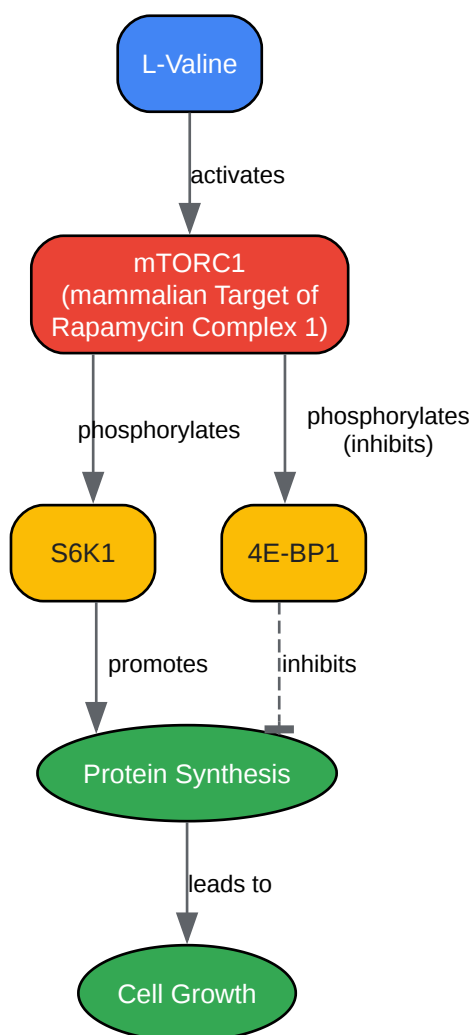 L-Valine
activates
mTORC1
(mammalian Target of
Rapamycin Complex 1)
phosphorylates
phosphorylates
(inhibits)
S6K1
4E-BP1
promotes
inhibits
Protein Synthesis
leads to
Cell Growth